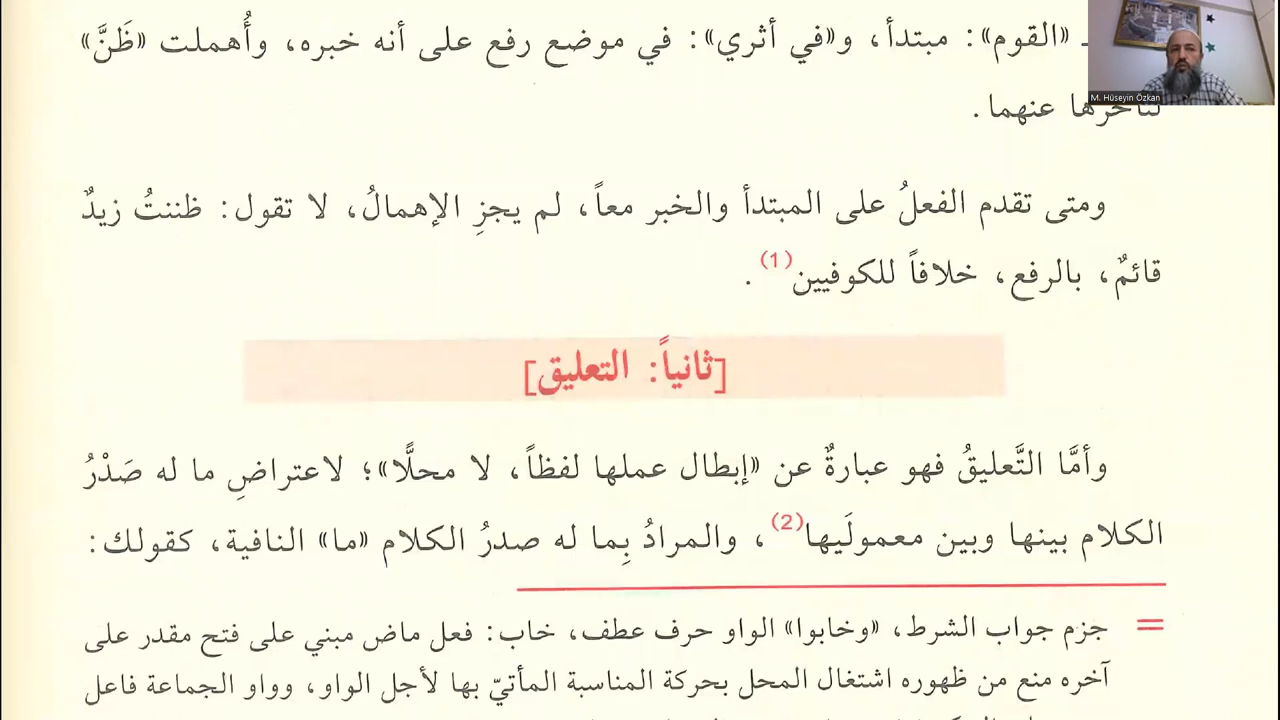 ـ «القوم»: مبتدأ، و«في أثري»: في موضع رفع على أنه خبره، وأُهملت «ظَنَّ»
M. Hüseyin Özkan
لتأخرها عنهما.
ومتى تقدم الفعلُ على المبتدأ والخبر معاً، لم يجزِ الإهمالُ، لا تقول: ظننتُ زيدٌ
قائمٌ، بالرفع، خلافاً للكوفيين(1).
[ثانياً: التعليق]
وأمَّا التَّعليقُ فهو عبارةٌ عن «إبطال عملها لفظاً، لا محلًّا»؛ لاعتراضِ ما له صَدْرُ
الكلام بينها وبين معمولَيها(2)، والمرادُ بِما له صدرُ الكلام «ما» النافية، كقولك:
= جزم جواب الشرط، «وخابوا» الواو حرف عطف، خاب: فعل ماض مبني على فتح مقدر على
آخره منع من ظهوره اشتغال المحل بحركة المناسبة المأتيّ بها لأجل الواو، وواو الجماعة فاعل